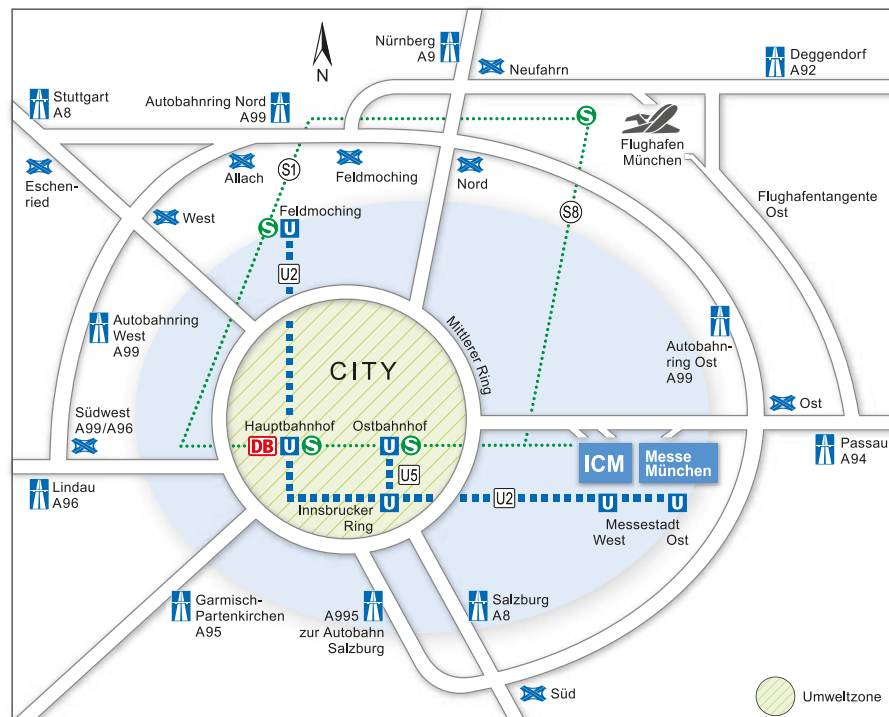 Nürnberg
A9
N
Neufahrn
Deggendorf
A92
Stuttgart
A8
Autobahnring Nord
A99
S
Flughafen
München
Eschen-
ried
Allach
S1
Feldmoching
Nord
Flughafentangente
Ost
West
S
U
Feldmoching
S8
U2
Autobahnring
West
A99
Mittlerer Ring
Autobahn-
ring Ost
A99
CITY
Südwest
A99/A96
Hauptbahnhof
Ostbahnhof
Ost
DB
U
S
U
S
ICM
Messe
München
Passau
A94
Lindau
A96
U5
Innsbrucker
Ring
U
U2
U
U
Messestadt
West
Ost
Garmisch-
Partenkirchen
A95
A995
zur Autobahn
Salzburg
Salzburg
A8
Süd
Umweltzone